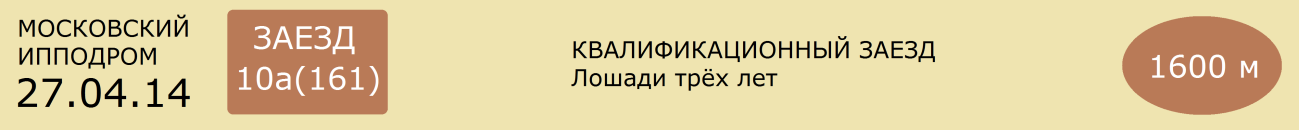 МОСКОВСКИЙ
ИППОДРОМ
27.04.14
ЗАЕЗД
10а(161)
КВАЛИФИКАЦИОННЫЙ ЗАЕЗД
Лошади трёх лет
1600 м